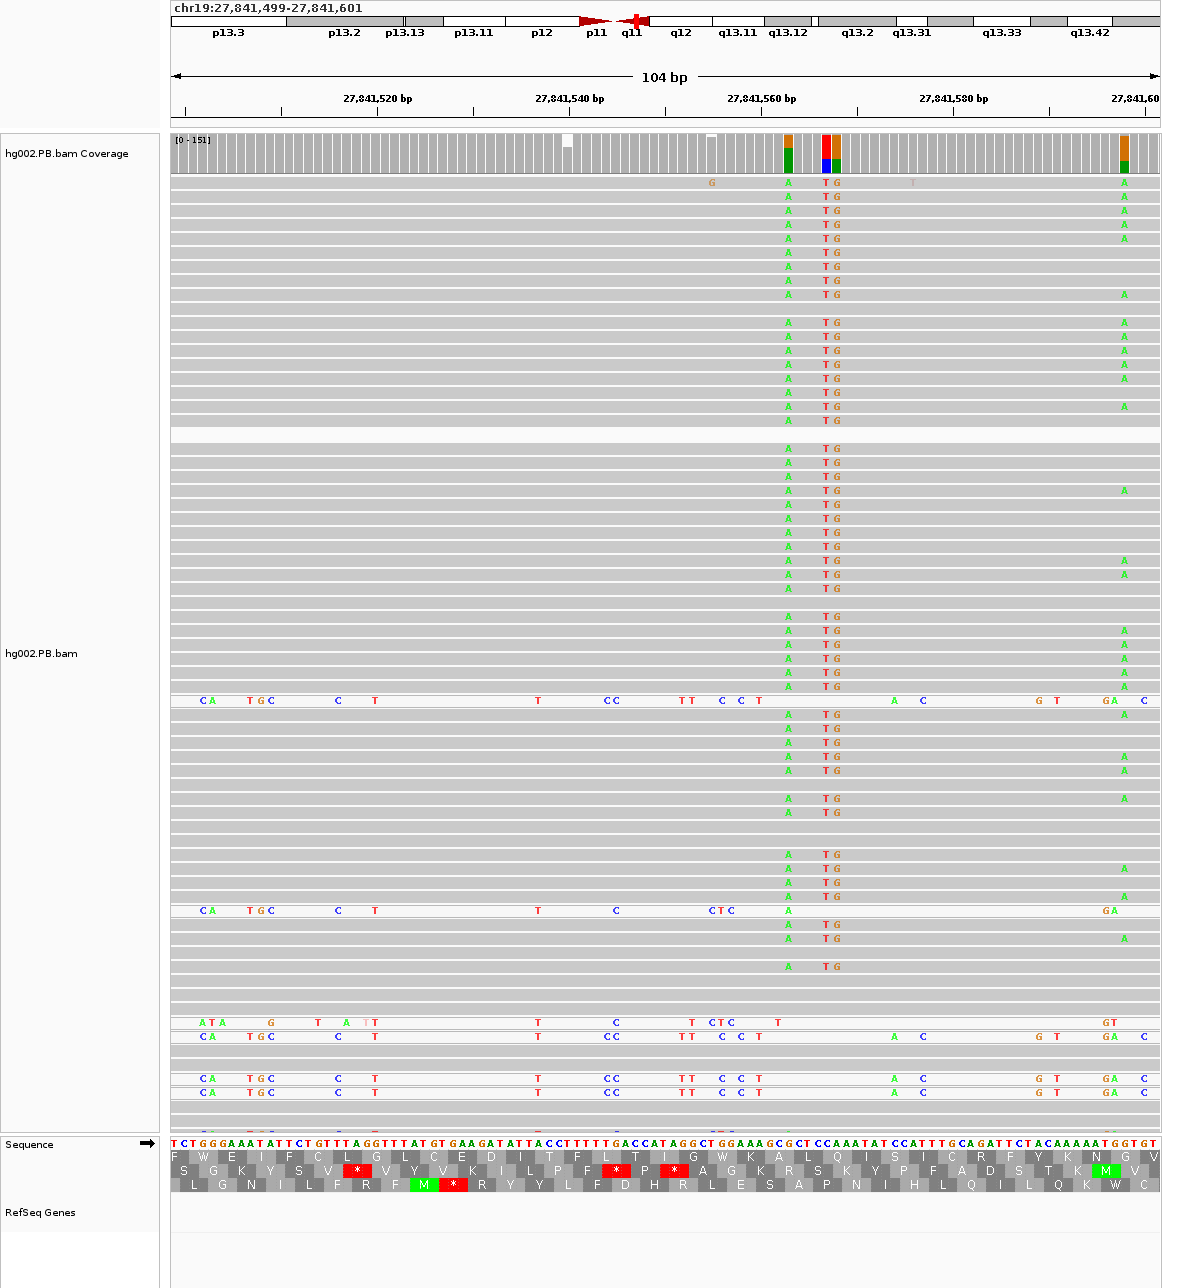 chr19:27,841,499-27,841,601
p13.3 p13.2 p13.13 p13.11 p12 p11 q11 q12 q13.11 q13.12 q13.2 q13.31 q13.33 q13.42
104 bp
27,841,520 bp 27,841,540 bp 27,841,560 bp 27,841,580 bp 27,841,60
[0 - 151]
hg002.PB.bam Coverage
G A T G T A
A T G A
A T G A
A T G A
A T G A
A T G
A T G
A T G
A T G A
A T G A
A T G A
A T G A
A T G A
A T G A
A T G
A T G A
A T G
A T G
A T G
A T G
A T G A
A T G
A T G
A T G
A T G
A T G A
A T G A
A T G
A T G
A T G A
A T G A
hg002.PB.bam
A T G A
A T G A
A T G A
C A T G C C T T C C T T C C T A C G T G A C
A T G A
A T G
A T G
A T G A
A T G A
A T G A
A T G
A T G
A T G A
A T G
A T G A
C A T G C C T T C C T C A G A
A T G
A T G A
A T G
A T A G T A T T T C T C T C T G T
C A T G C C T T C C T T C C T A C G T G A C
C A T G C C T T C C T T C C T A C G T G A C
C A T G C C T T C C T T C C T A C G T G A C
Sequence
TCTGGGAAATATTCTGTTTAGGTTTATGTGAAGATATTACCTTTTTGACCATAGGCTGGAAAGCGCTCCAAATATCCATTTGCAGATTCTACAAAAATGGTGT
F W E I F C L G L C E D I T F L T I G W K A L Q I S I C R F Y K N G V
S G K Y S V * V Y V K I L P F * P * A G K R S K Y P F A D S T K M V
L G N I L F R F M * R Y Y L F D H R L E S A P N I H L Q I L Q K W C
RefSeq Genes